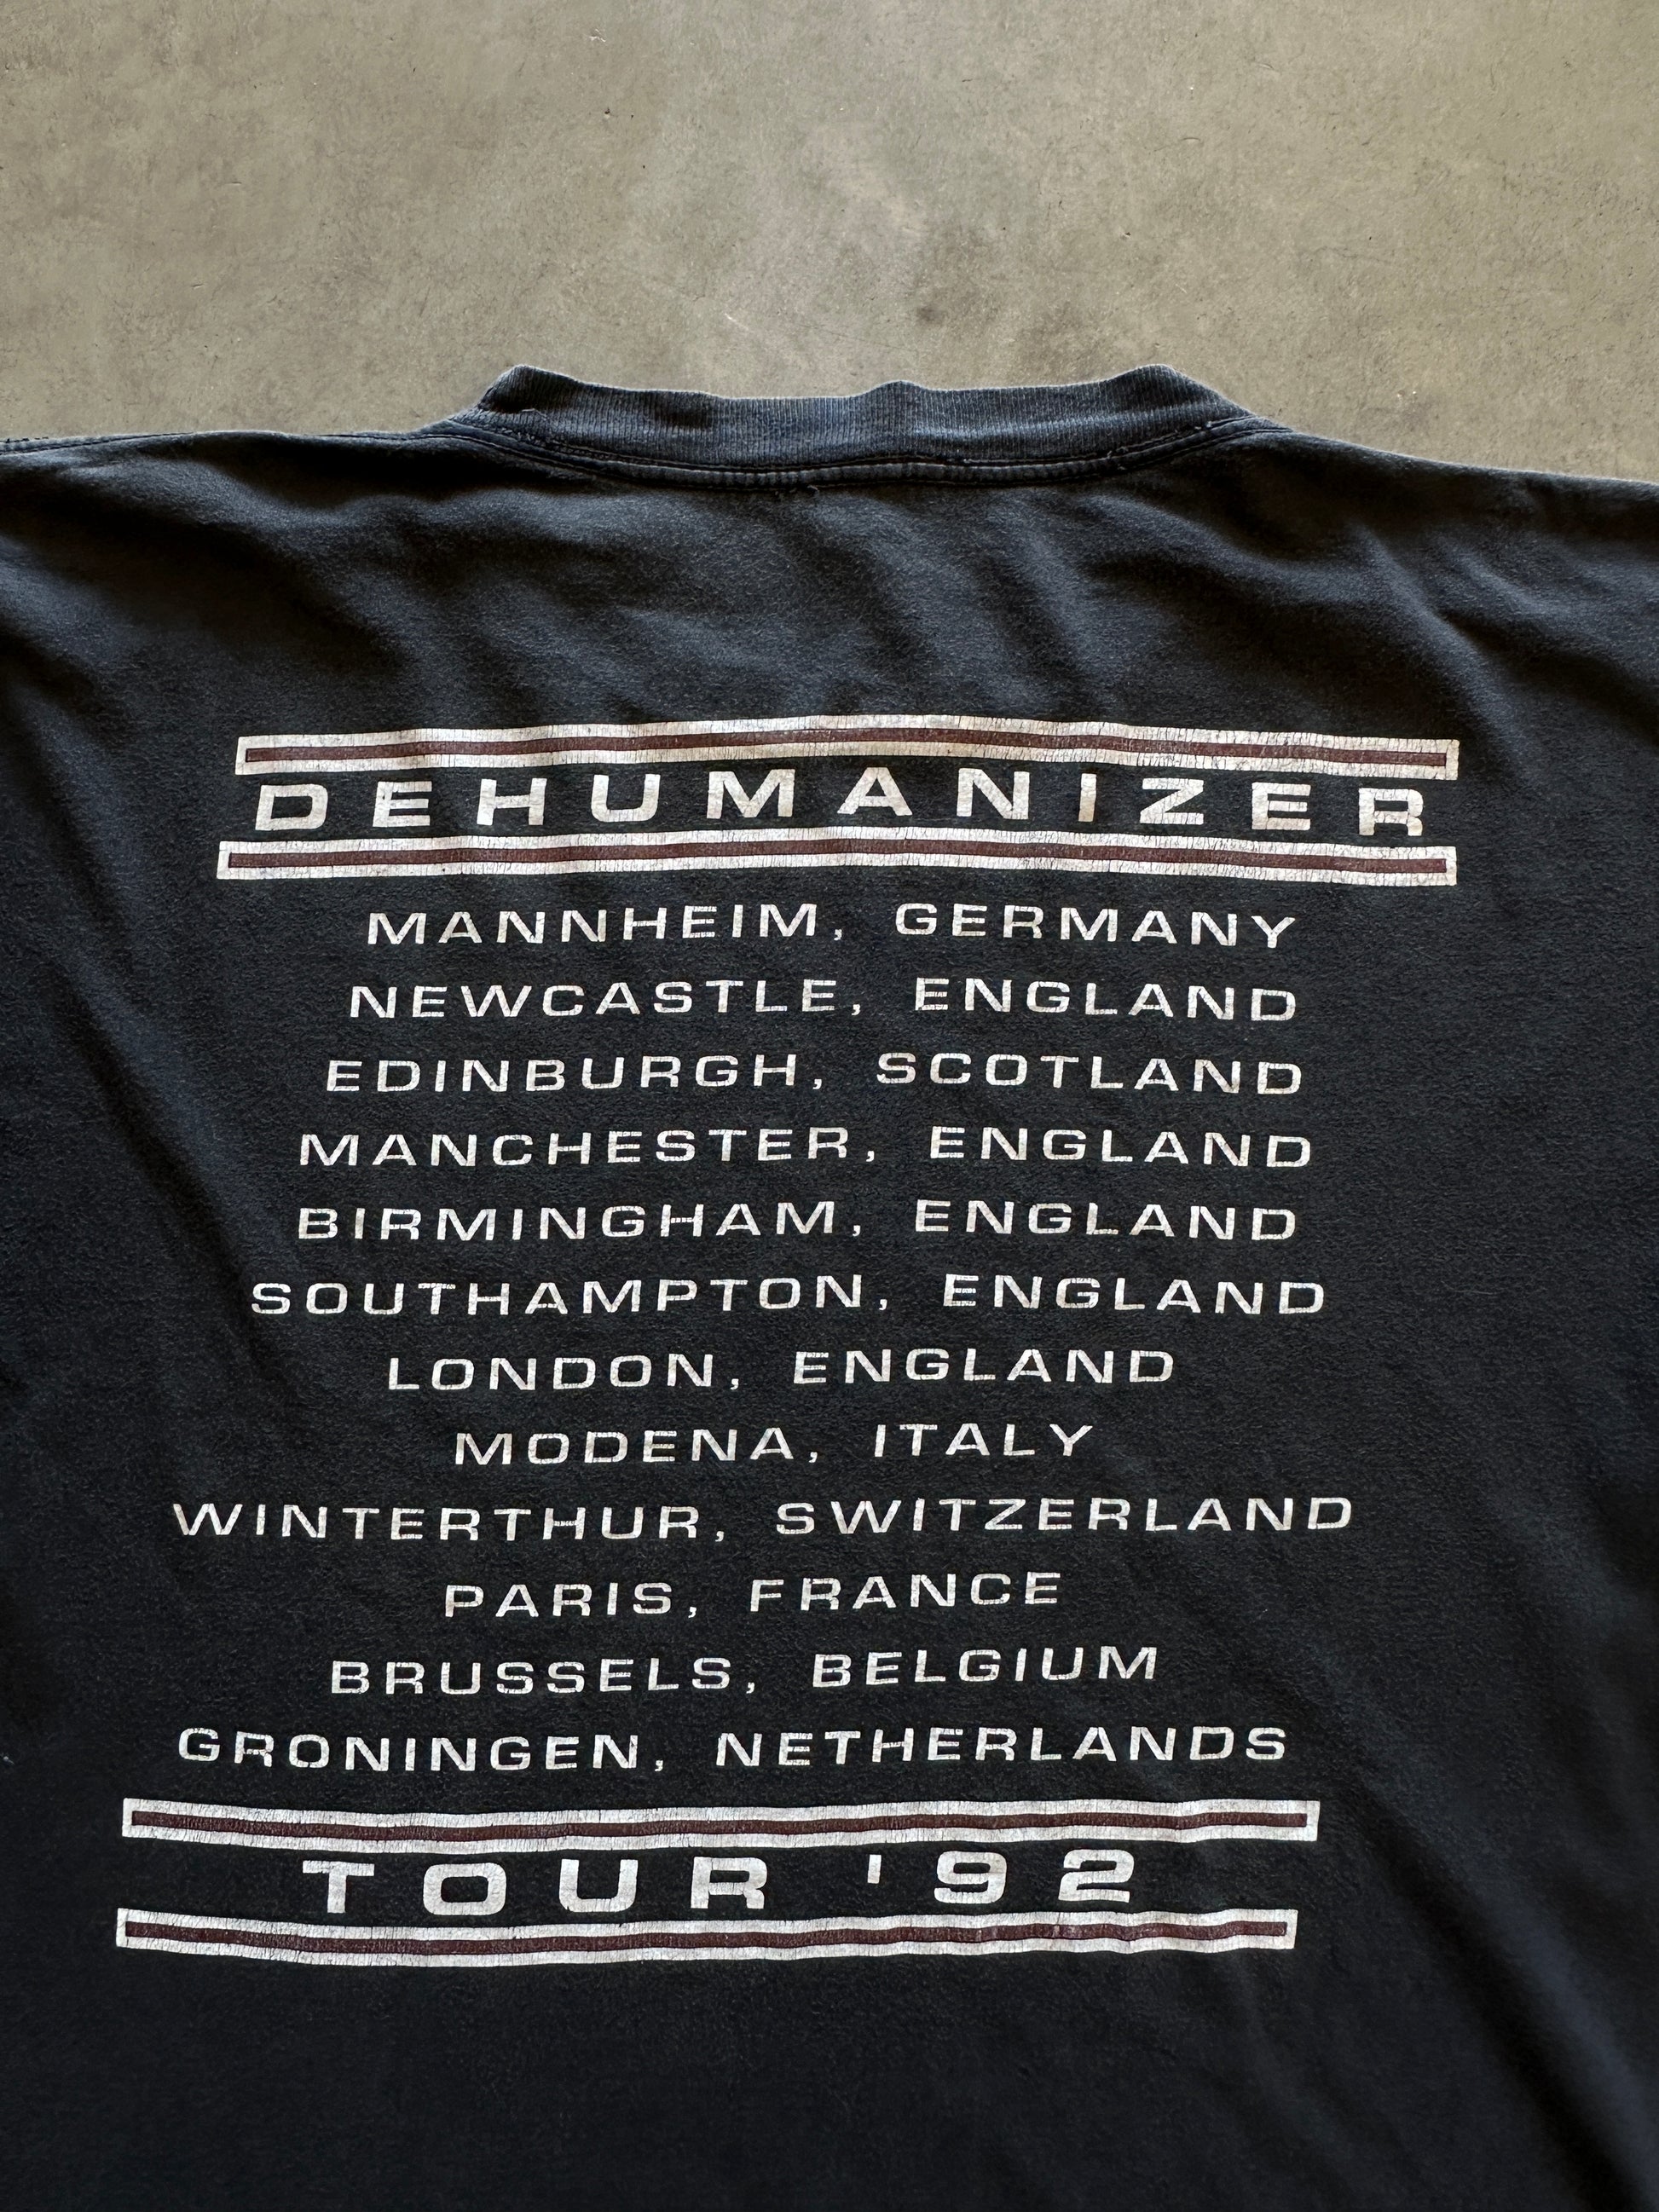 DEHUMANIZER
MANNHEIM, GERMANY
NEWCASTLE, ENGLAND
EDINBURGH, SCOTLAND
MANCHESTER, ENGLAND
BIRMINGHAM, ENGLAND
SOUTHAMPTON, ENGLAND
LONDON, ENGLAND
MODENA, ITALY
WINTERTHUR, SWITZERLAND
PARIS, FRANCE
BRUSSELS, BELGIUM
GRONINGEN, NETHERLANDS
TOUR '92